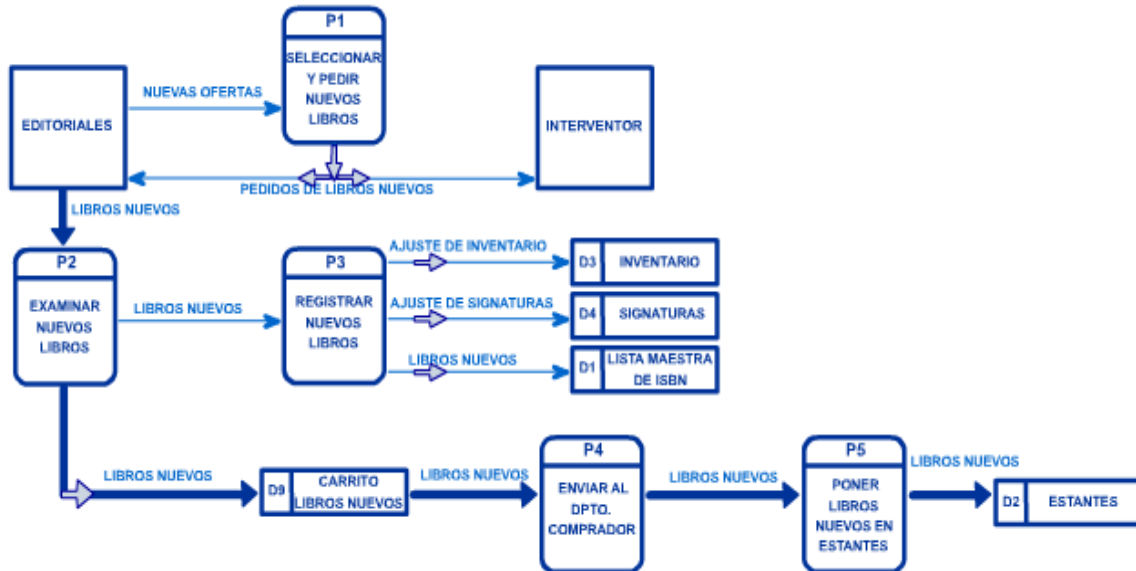 P1
SELECCIONAR
Y PEDIR
NUEVOS
LIBROS
EDITORIALES
NUEVAS OFERTAS
INTERVENTOR
PEDIDOS DE LIBROS NUEVOS
LIBROS NUEVOS
P2
EXAMINAR
NUEVOS
LIBROS
LIBROS NUEVOS
P3
REGISTRAR
NUEVOS
LIBROS
AJUSTE DE INVENTARIO
D3
INVENTARIO
AJUSTE DE SIGNATURAS
D4
SIGNATURAS
LIBROS NUEVOS
D1
LISTA MAESTRA
DE ISBN
LIBROS NUEVOS
D9
CARRITO
LIBROS NUEVOS
LIBROS NUEVOS
P4
ENVIAR AL
DPTO.
COMPRADOR
LIBROS NUEVOS
P5
PONER
LIBROS
NUEVOS EN
ESTANTES
LIBROS NUEVOS
D2
ESTANTES